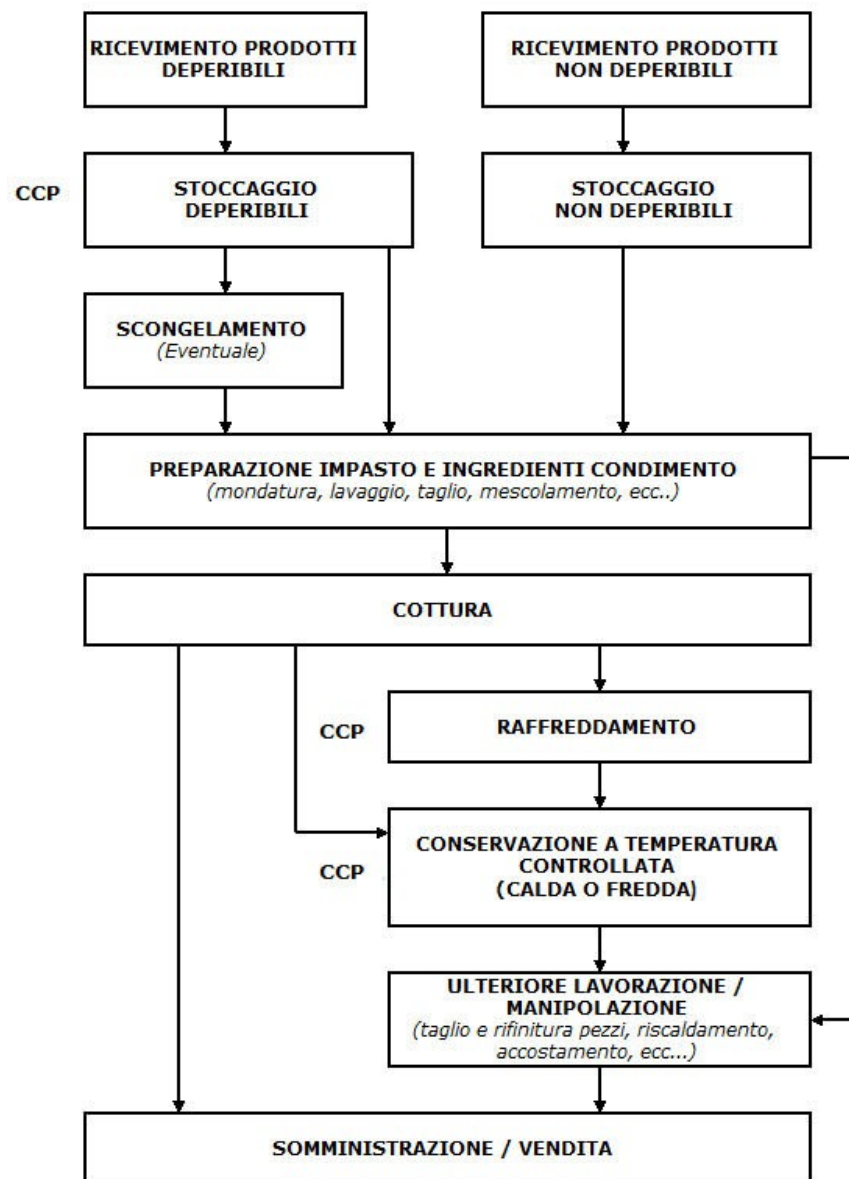 RICEVIMENTO PRODOTTI
DEPERIBILI
RICEVIMENTO PRODOTTI
NON DEPERIBILI
CCP
STOCCAGGIO
DEPERIBILI
STOCCAGGIO
NON DEPERIBILI
SCONGELAMENTO
(Eventuale)
PREPARAZIONE IMPASTO E INGREDIENTI CONDIMENTO
(mondatura, lavaggio, taglio, mescolamento, ecc..)
COTTURA
CCP
RAFFREDDAMENTO
CCP
CONSERVAZIONE A TEMPERATURA
CONTROLLATA
(CALDA O FREDDA)
ULTERIORE LAVORAZIONE /
MANIPOLAZIONE
(taglio e rifinitura pezzi, riscaldamento,
accostamento, ecc...)
SOMMINISTRAZIONE / VENDITA